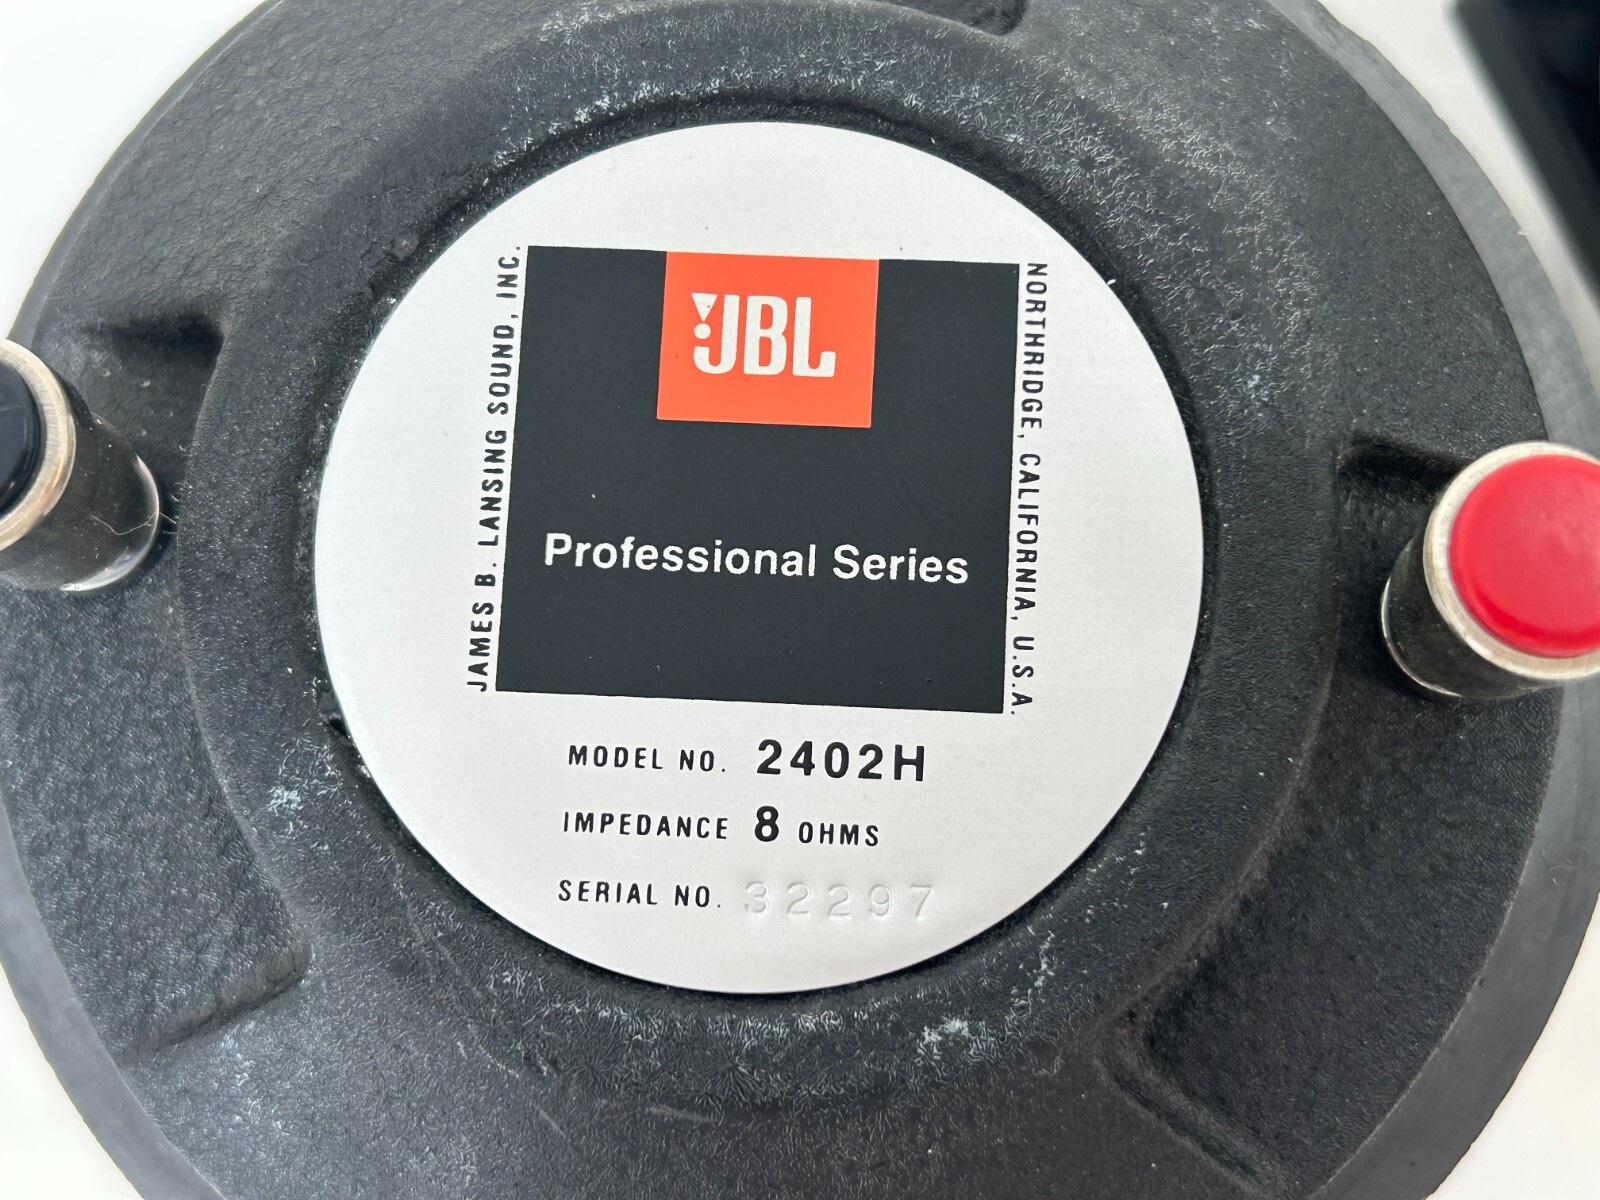 JBL
JAMES B. LANSING SOUND, INC.
NORTHRIDGE, CALIFORNIA, U.S.A.
Professional Series
MODEL NO. 2402H
IMPEDANCE 8 OHMS
SERIAL NO. 32297